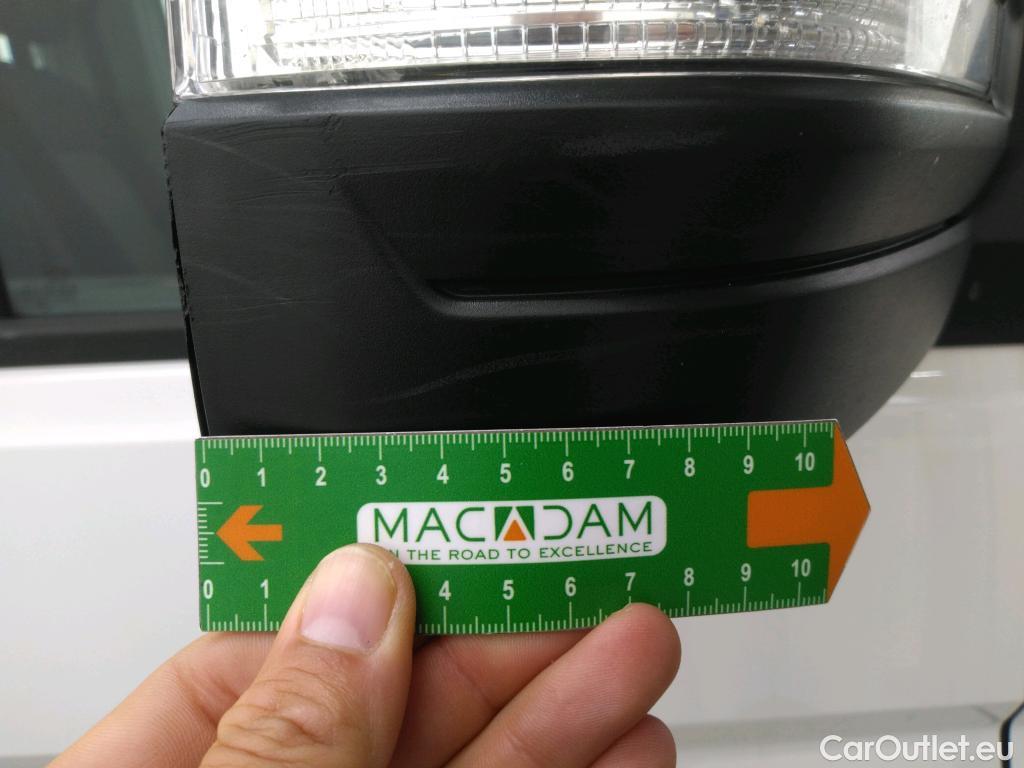 0 1 2 3 4 5 6 7 8 9 10
MACADAM
N THE ROAD TO EXCELLENCE
0 1 4 5 6 7 8 9 10
CarOutlet.eu